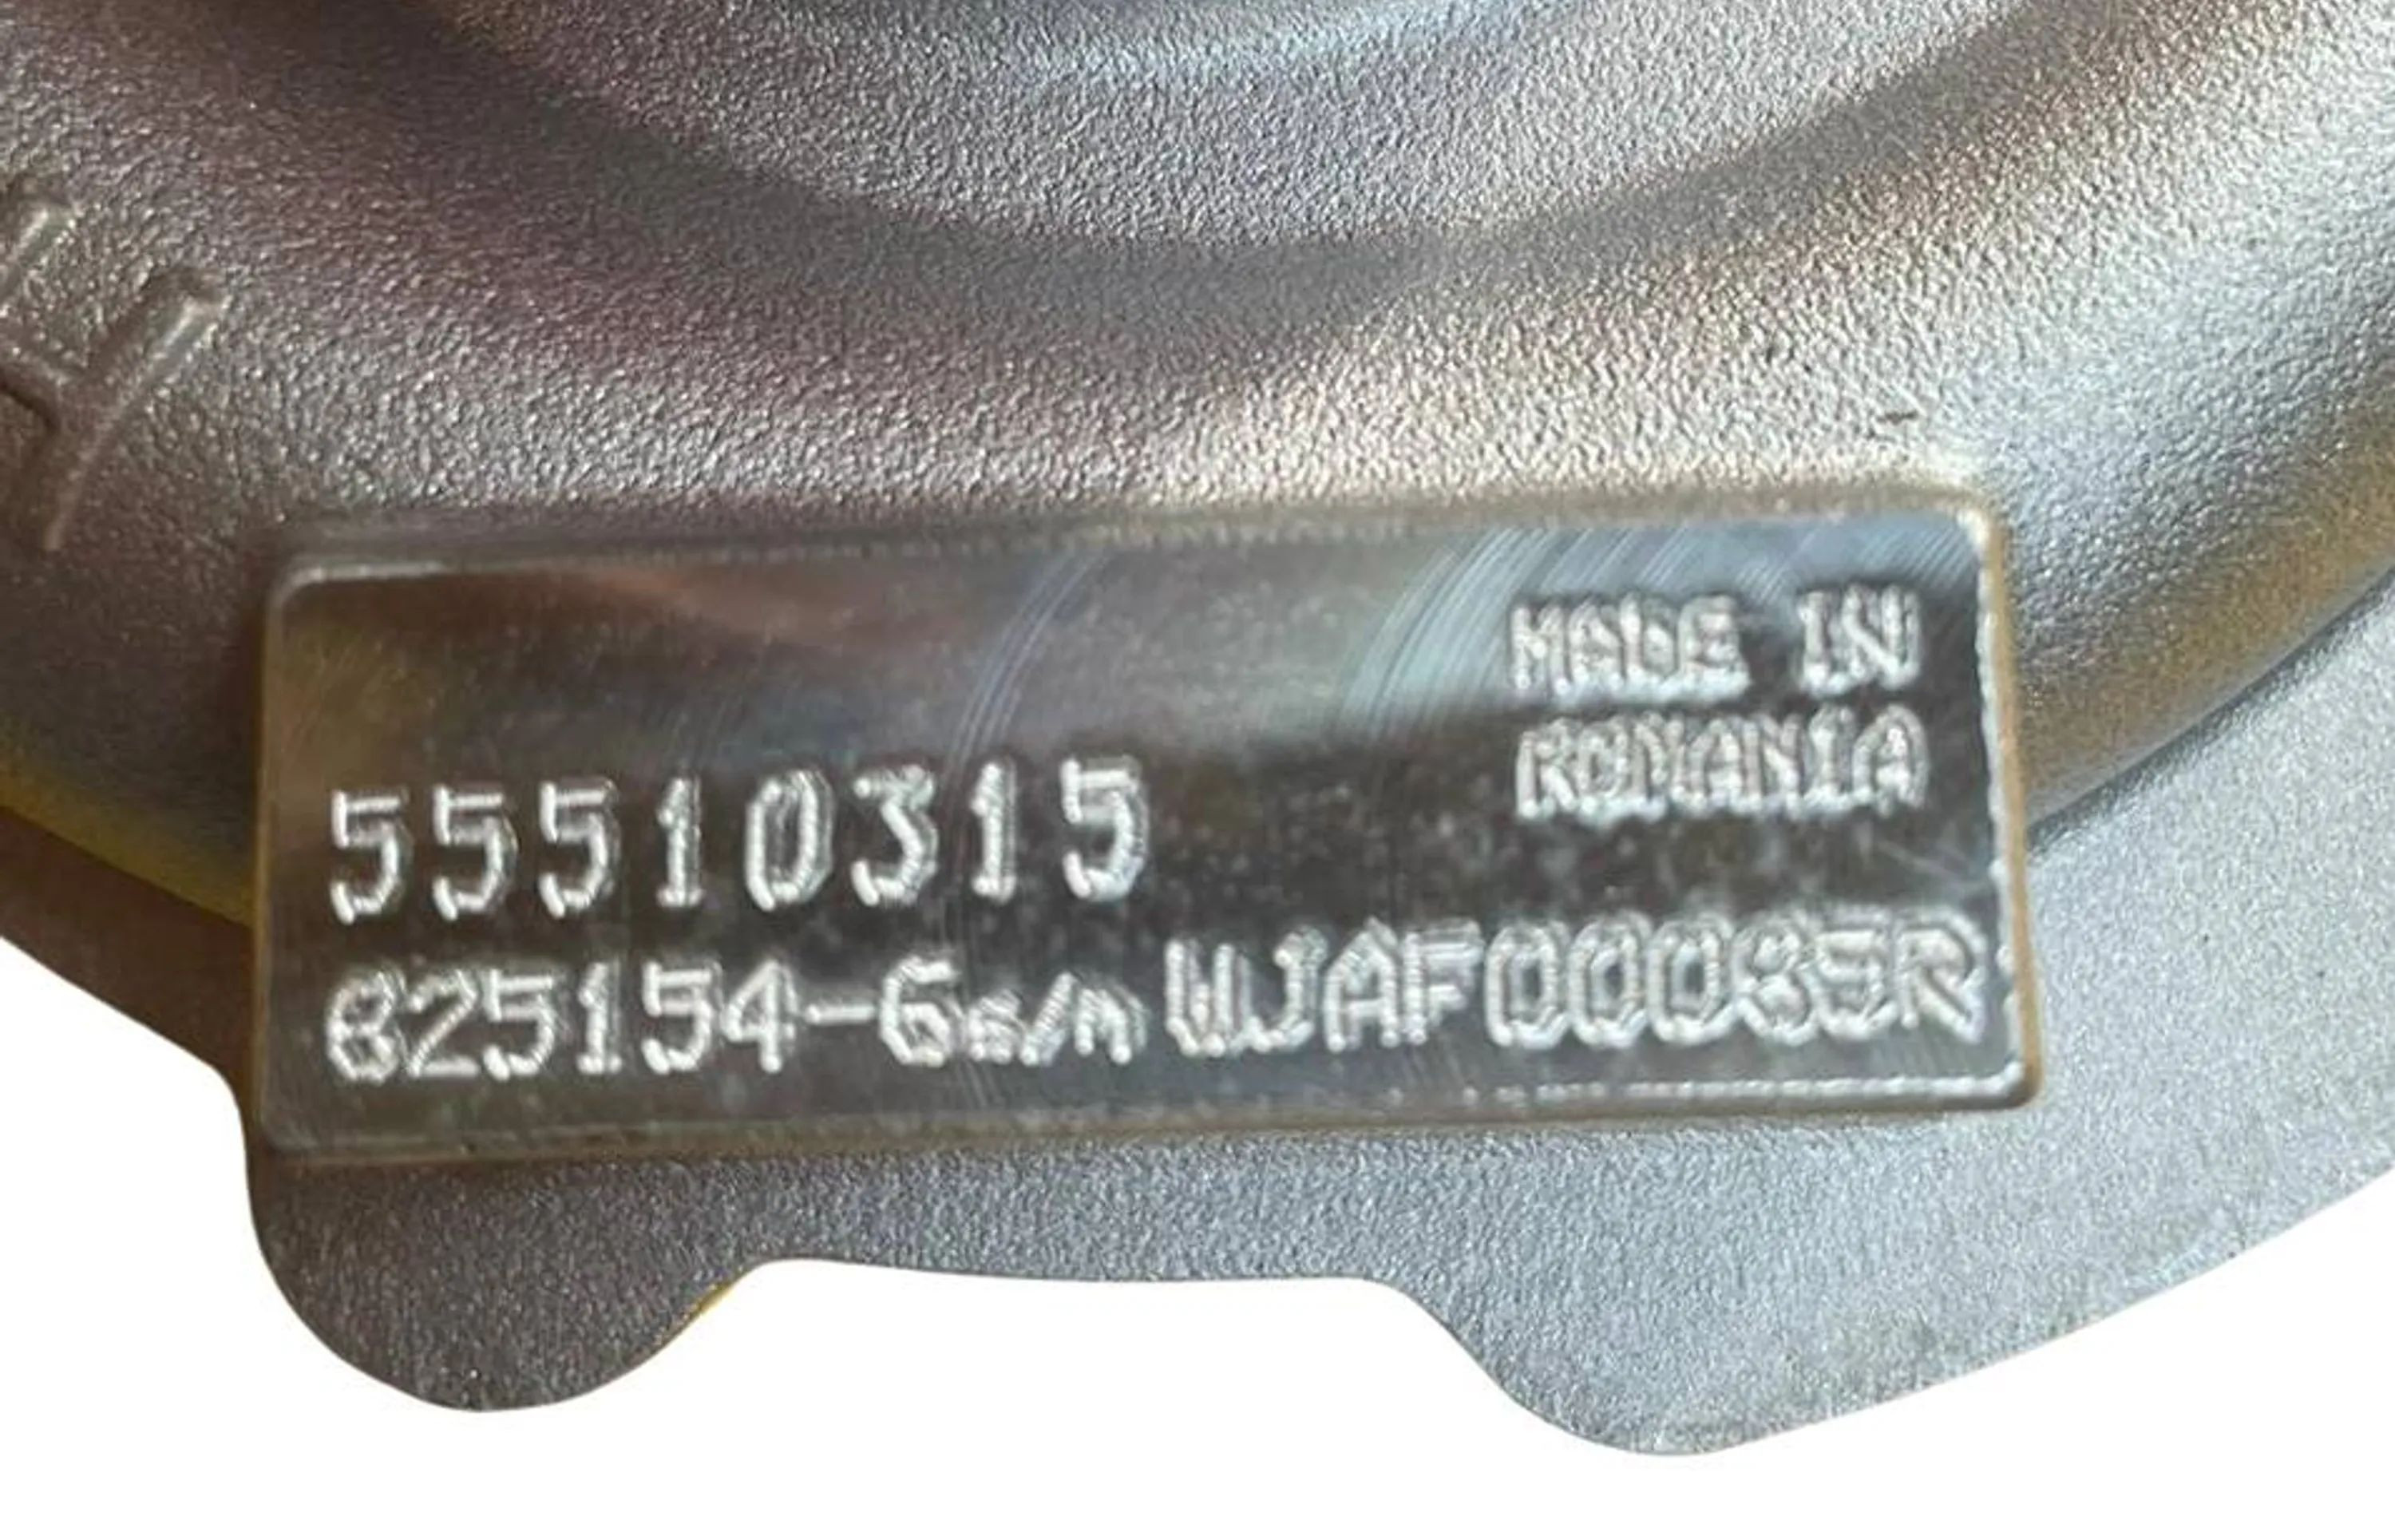 MADE IN
ROMANIA
55510315
825154-6 s/n WJAF00085R